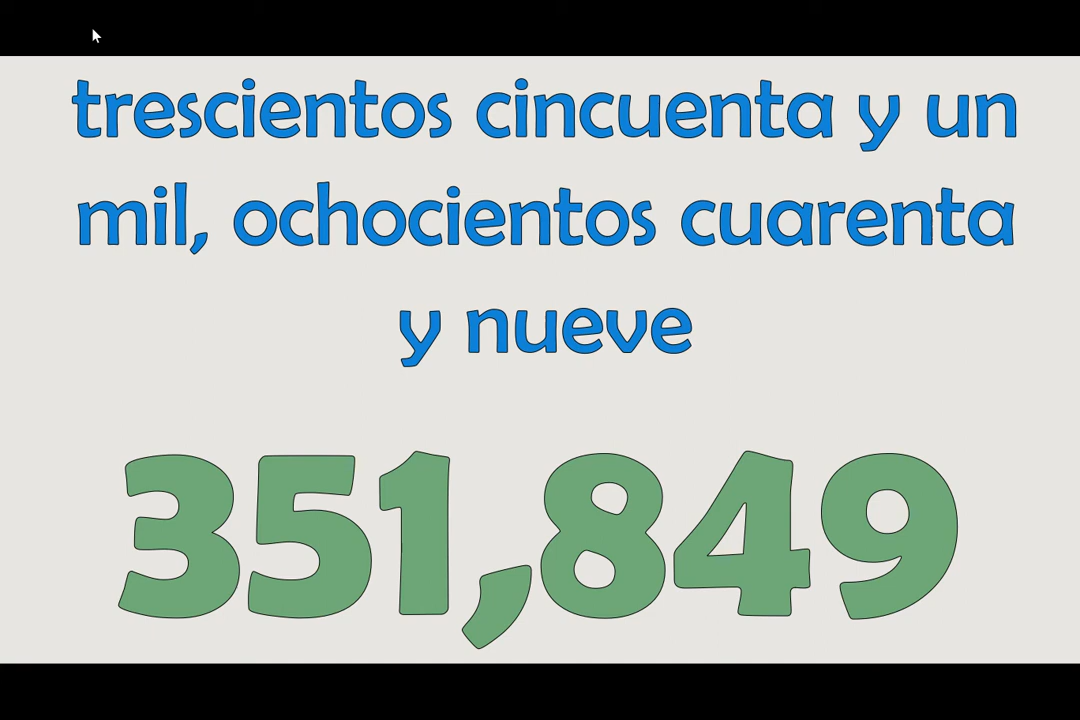 trescientos cincuenta y un
mil, ochocientos cuarenta
y nueve
351,849